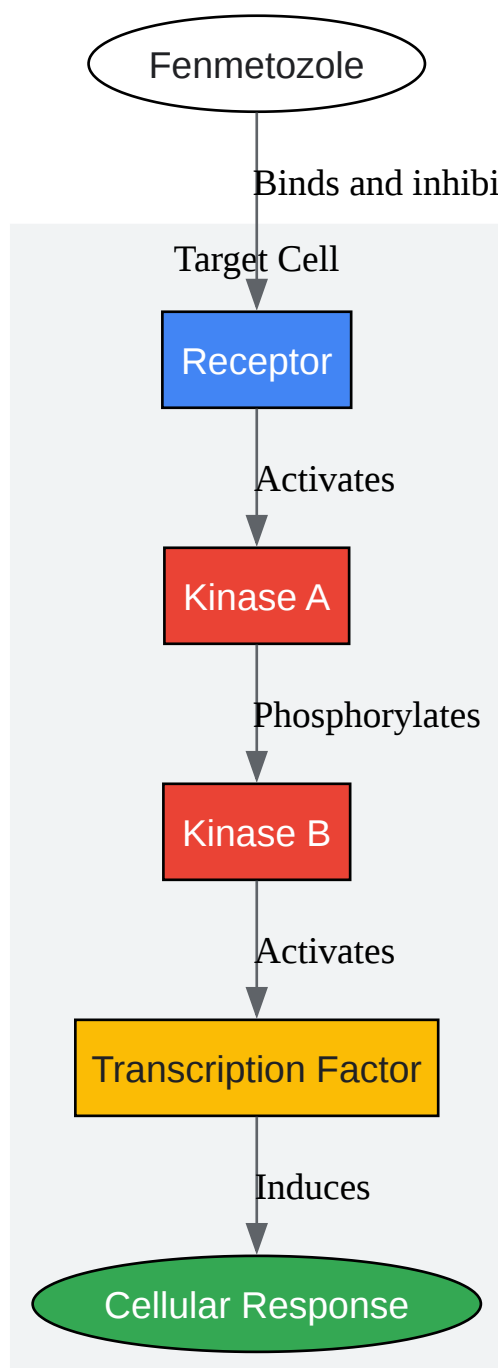 Fenmetozole
Binds and inhibi
Target Cell
Receptor
Activates
Kinase A
Phosphorylates
Kinase B
Activates
Transcription Factor
Induces
Cellular Response